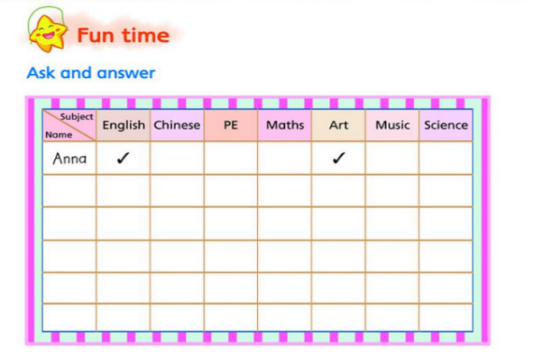 Fun time
Ask and answer
Subject
Name
English Chinese PE Maths Art Music Science
Anna ✓ ✓